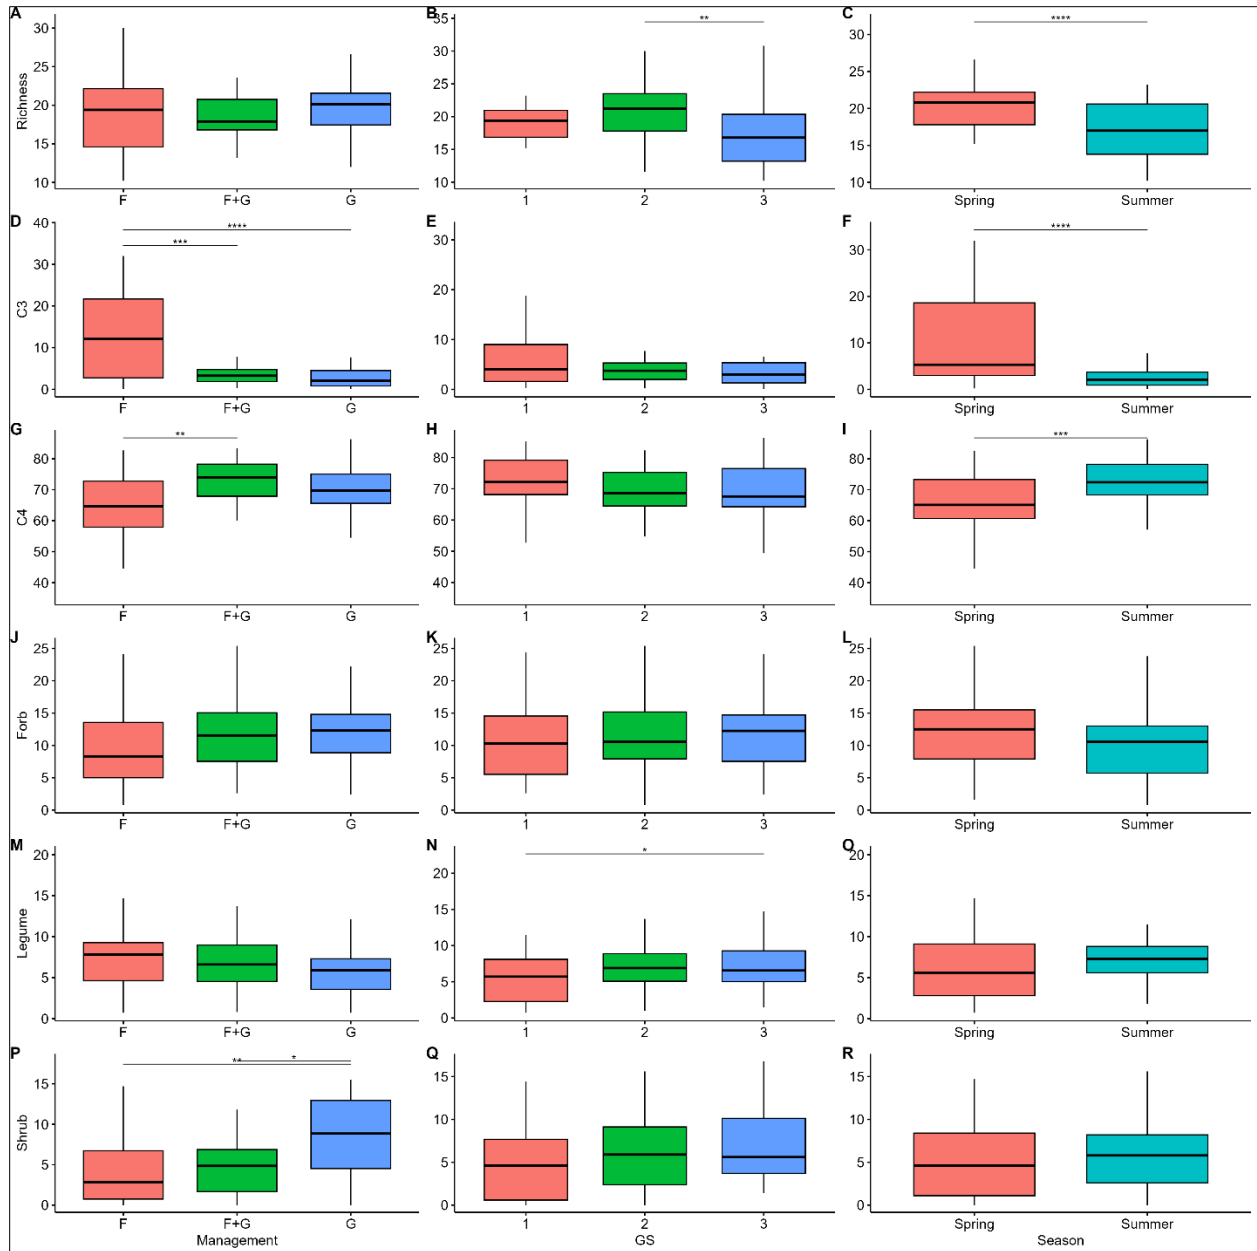 A
B
C
Richness
30
25
20
15
10
F
F+G
G
35
30
25
20
15
10
**
1
2
3
30
25
20
15
10
****
Spring
Summer
D
E
F
C3
40
30
20
10
0
****
***
F
F+G
G
30
20
10
0
1
2
3
30
20
10
0
****
Spring
Summer
G
H
I
C4
80
70
60
50
40
**
F
F+G
G
80
70
60
50
40
1
2
3
80
70
60
50
40
***
Spring
Summer
J
K
L
Forb
25
20
15
10
5
0
F
F+G
G
25
20
15
10
5
0
1
2
3
25
20
15
10
5
0
Spring
Summer
M
N
O
Legume
20
15
10
5
0
F
F+G
G
20
15
10
5
0
*
1
2
3
20
15
10
5
0
Spring
Summer
P
Q
R
Shrub
15
10
5
0
**
*
F
F+G
G
Management
15
10
5
0
1
2
3
GS
15
10
5
0
Spring
Summer
Season